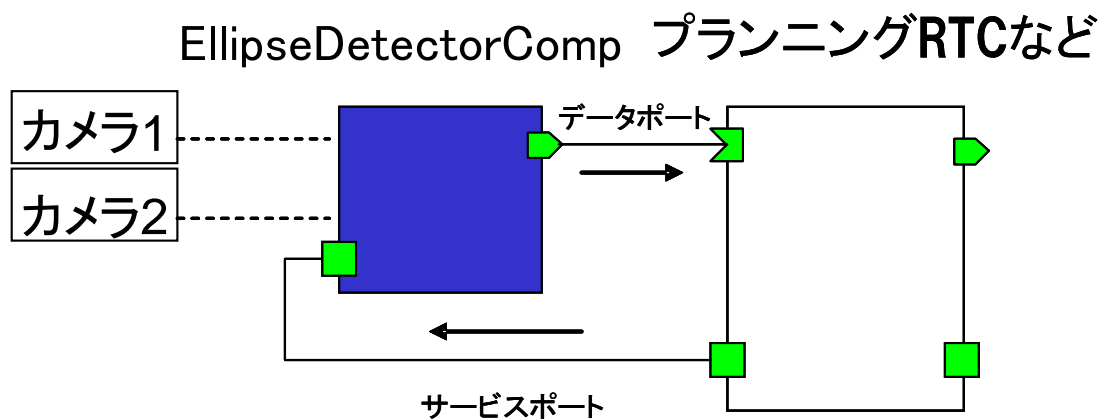 EllipseDetectorComp
プランニングRTCなど
カメラ1
データポート
カメラ2
サービスポート